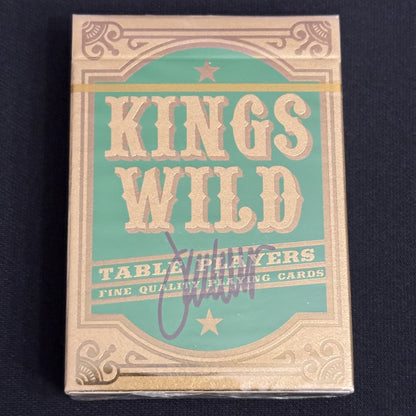 KINGS
WILD
TABLE PLAYERS
FINE QUALITY PLAYING CARDS